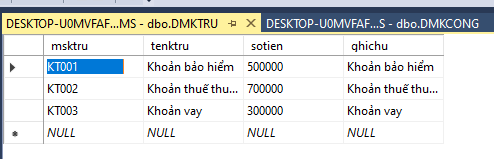 DESKTOP-U0MVFAF...MS - dbo.DMKTRU DESKTOP-U0MVFAF...S - dbo.DMKCONG
msktru tenktru sotien ghichu
KT001 Khoản bảo hiểm 500000 Khoản bảo hiểm
KT002 Khoản thuế thu... 700000 Khoản thuế thu...
KT003 Khoản vay 300000 Khoản vay
NULL NULL NULL NULL